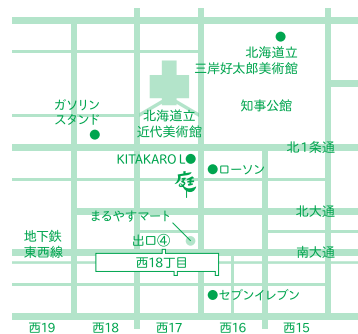 北海道立
三岸好太郎美術館
ガソリン
スタンド
北海道立
近代美術館
知事公館
北1条通
KITAKARO L
ローソン
庭
まるやすマート
北大通
地下鉄
東西線
出口④
南大通
西18丁目
セブンイレブン
西19
西18
西17
西16
西15